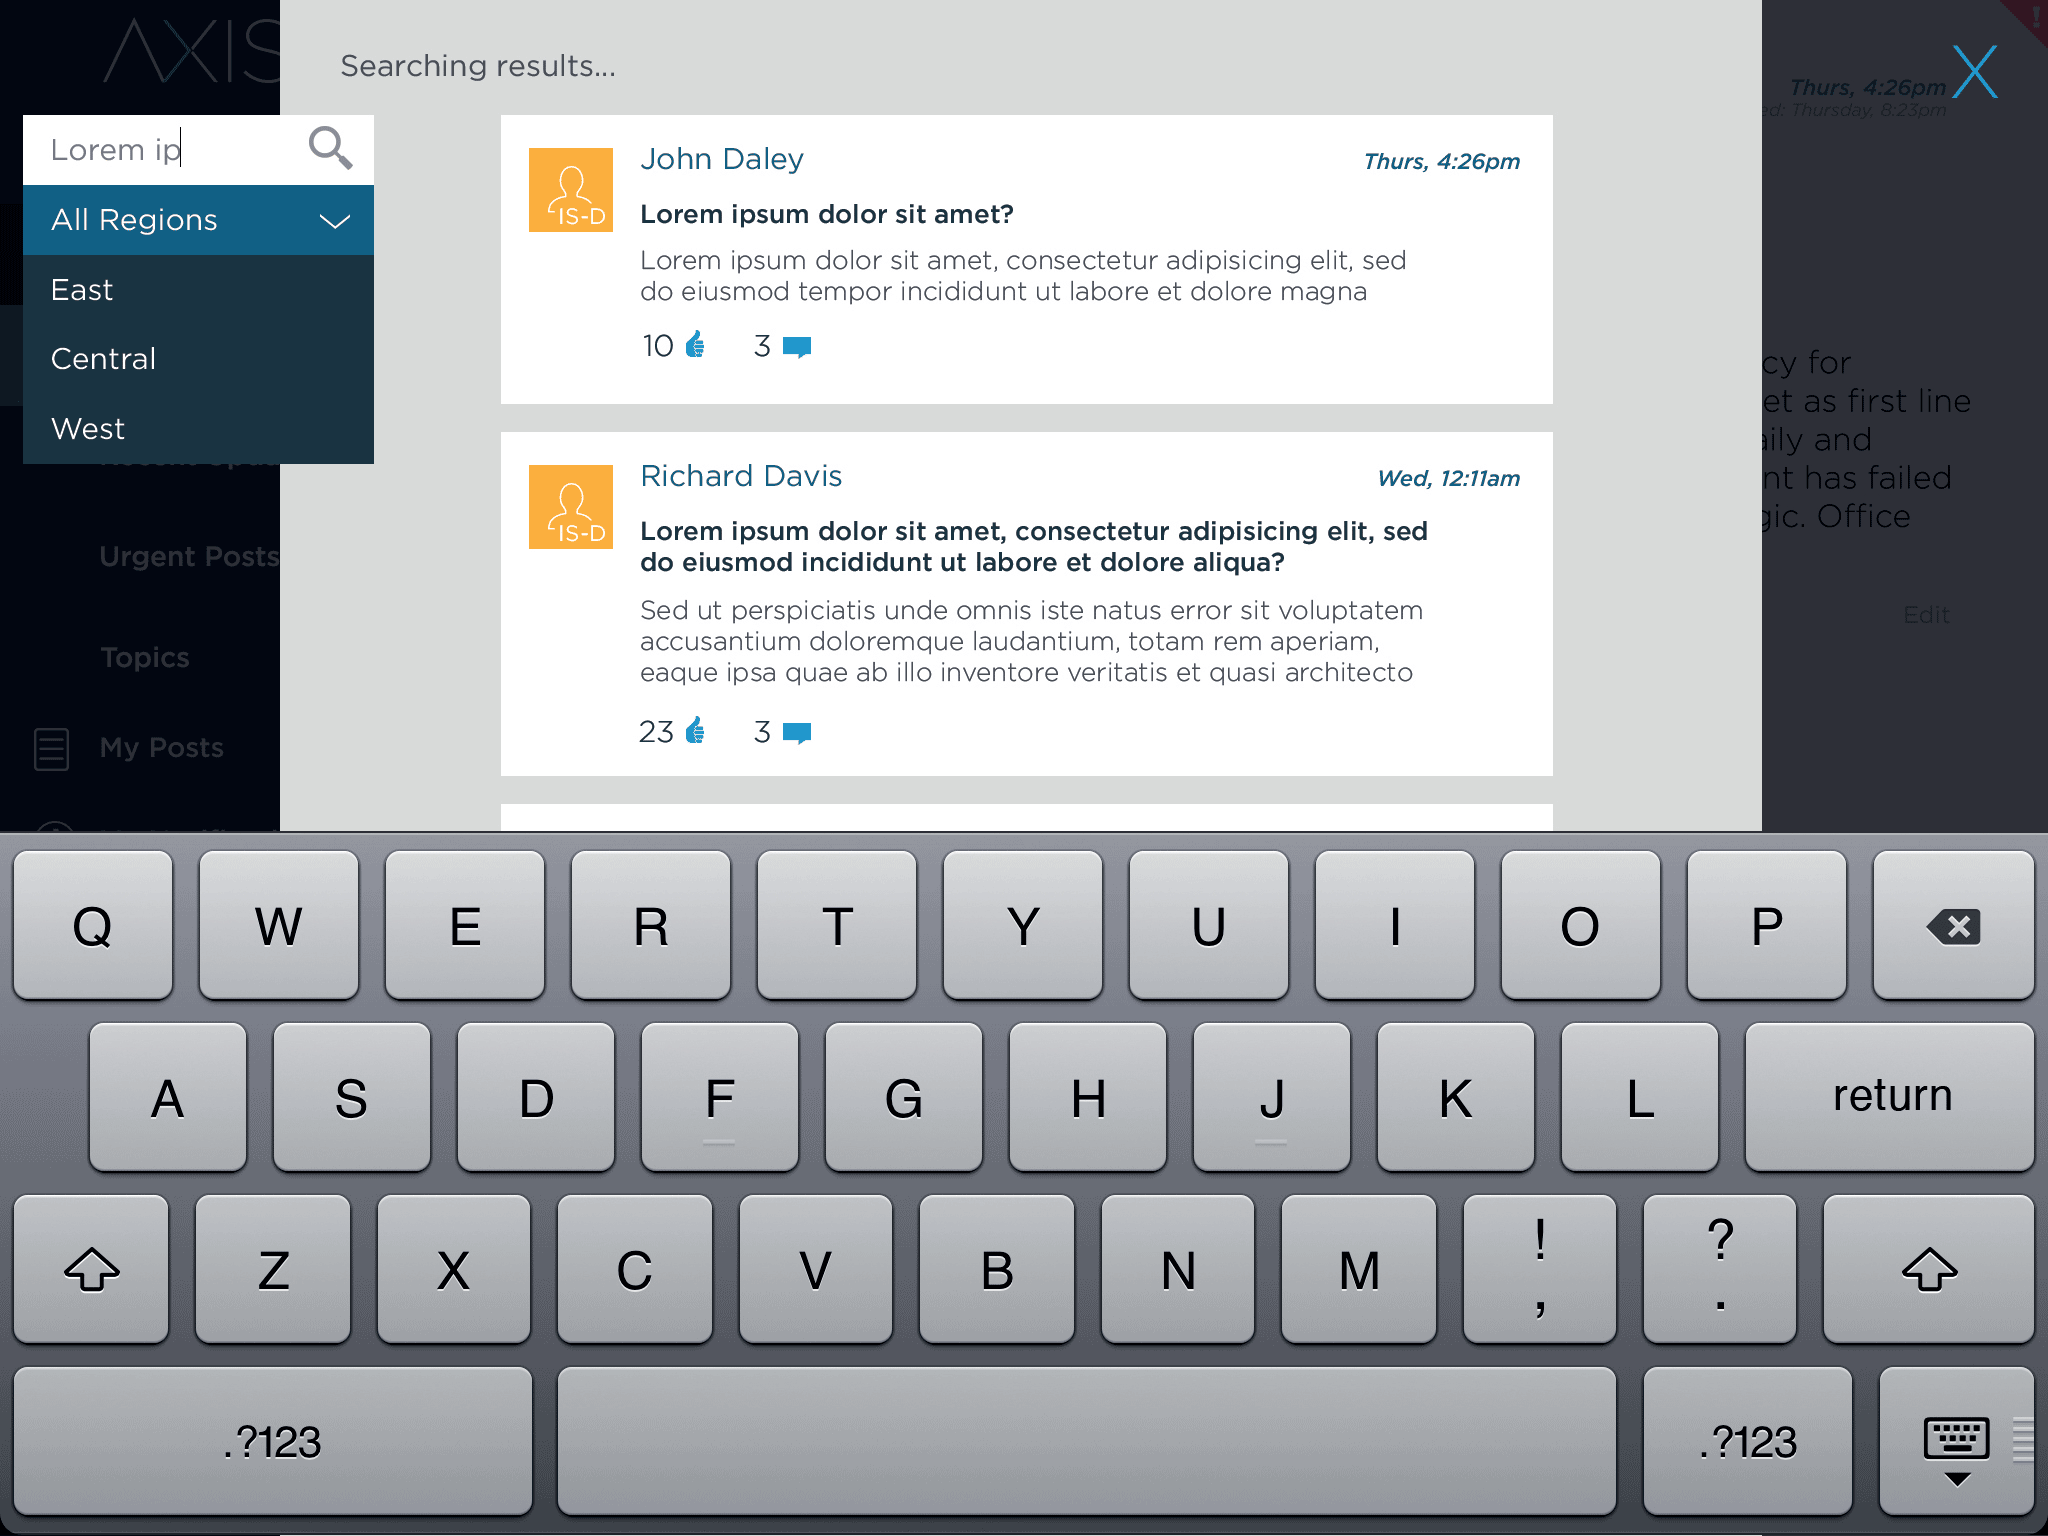 AXIS
Searching results...
X
Thurs, 4:26pm
Thursday, 8:23pm
Lorem ip
All Regions
East
Central
West
Urgent Posts
Topics
My Posts
John Daley
Thurs, 4:26pm
IS-D
Lorem ipsum dolor sit amet?
Lorem ipsum dolor sit amet, consectetur adipisicing elit, sed
do eiusmod tempor incididunt ut labore et dolore magna
10
3
Richard Davis
Wed, 12:11am
IS-D
Lorem ipsum dolor sit amet, consectetur adipisicing elit, sed
do eiusmod incididunt ut labore et dolore aliqua?
Sed ut perspiciatis unde omnis iste natus error sit voluptatem
accusantium doloremque laudantium, totam rem aperiam,
eaque ipsa quae ab illo inventore veritatis et quasi architecto
23
3
cy for
et as first line
aily and
nt has failed
gic. Office
Edit
Q W E R T Y U I O P
A S D F G H J K L return
Z X C V B N M ! , ? .
.?123 .?123